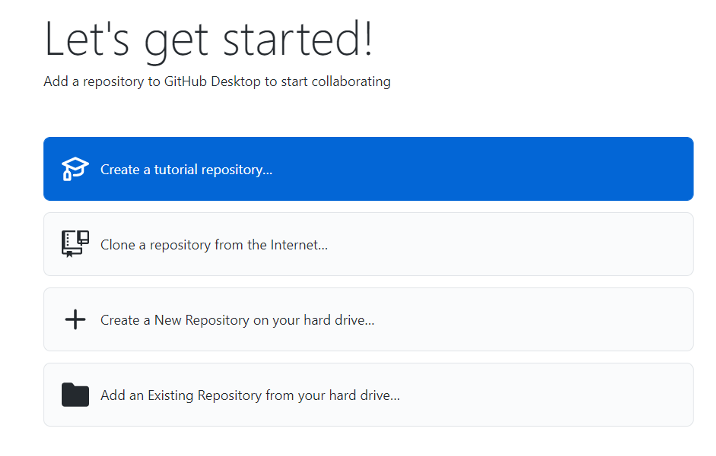 Let's get started!
Add a repository to GitHub Desktop to start collaborating
Create a tutorial repository...
Clone a repository from the Internet...
Create a New Repository on your hard drive...
Add an Existing Repository from your hard drive...